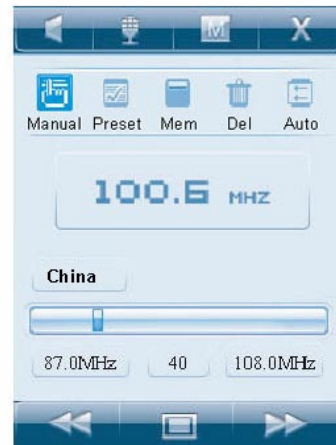 M X
Manual Preset Mem Del Auto
100.6 MHZ
China
87.0MHz 40 108.0MHz